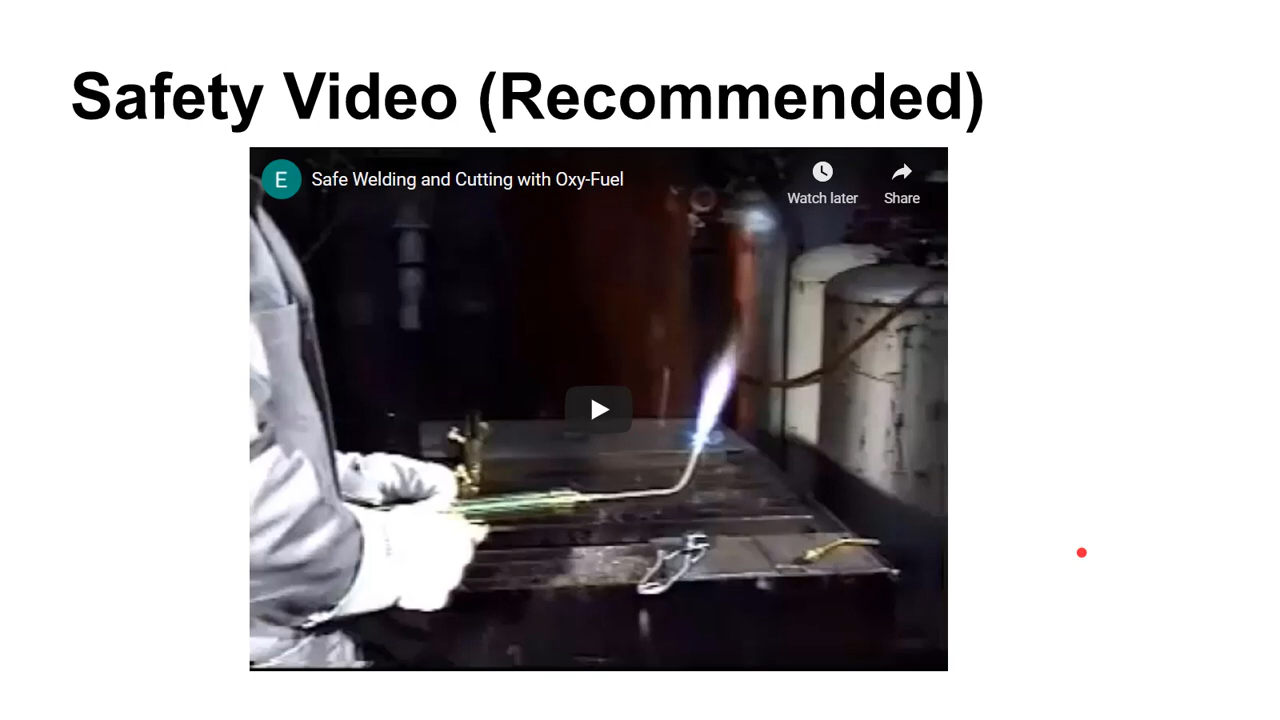 Safety Video (Recommended)
E
Safe Welding and Cutting with Oxy-Fuel
Watch later
Share